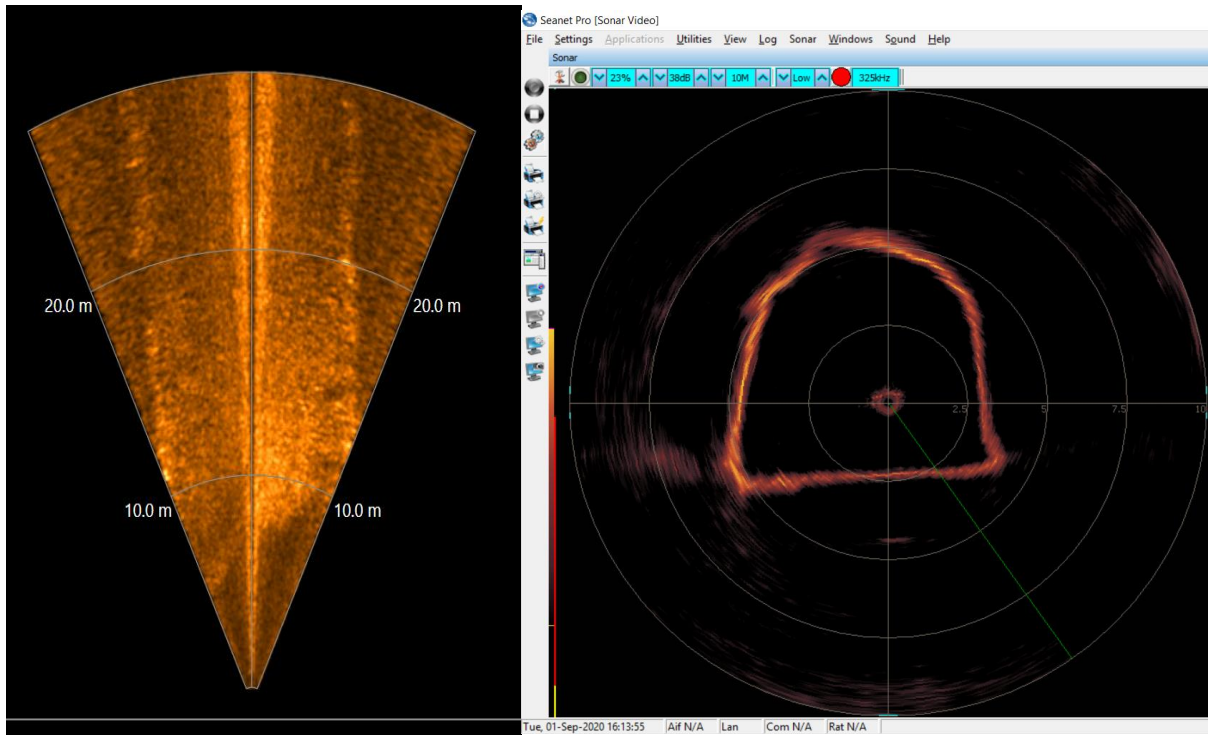 20.0 m
20.0 m
10.0 m
10.0 m
Seanet Pro [Sonar Video]
File Settings Applications Utilities View Log Sonar Windows Sound Help
Sonar
23% 38dB 10M Low 325kHz
2.5 5 7.5 10
Tue, 01-Sep-2020 16:13:55 Aif N/A Lan Com N/A Rat N/A